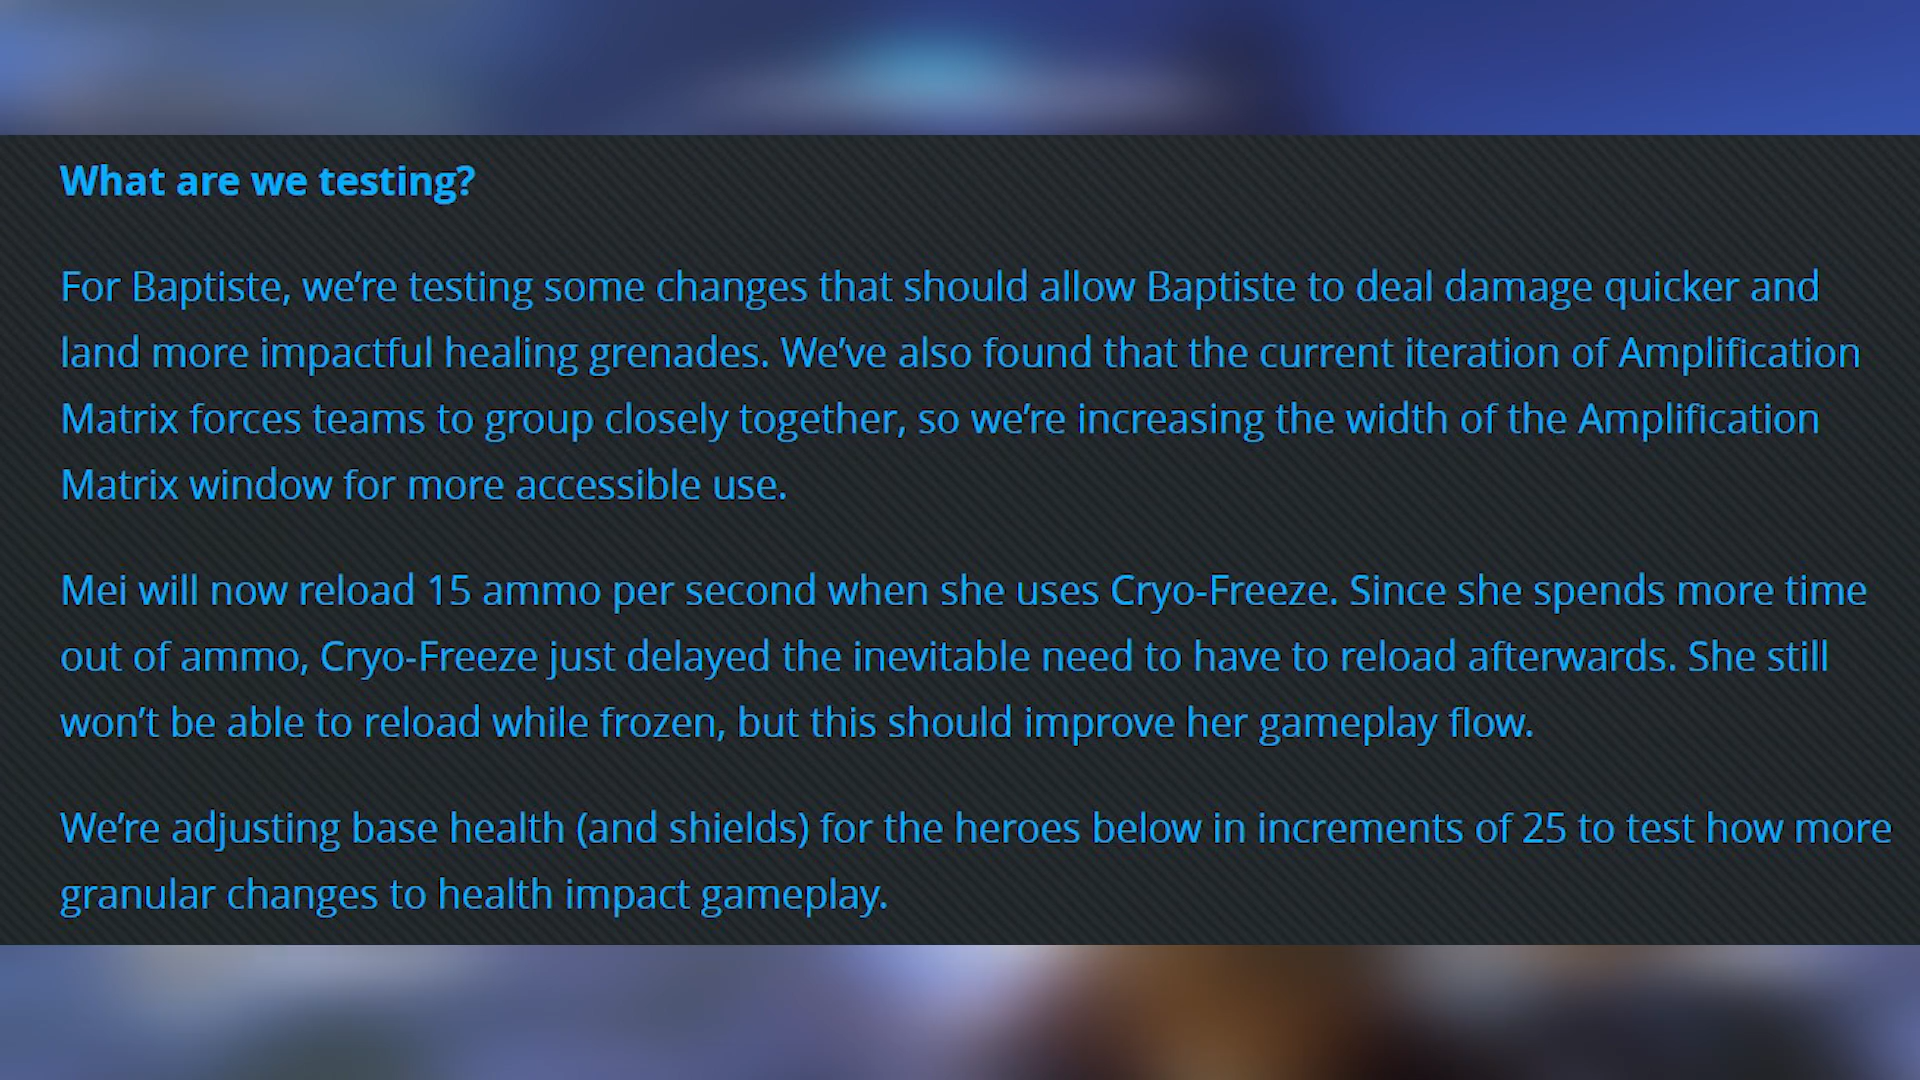 What are we testing?
For Baptiste, we’re testing some changes that should allow Baptiste to deal damage quicker and
land more impactful healing grenades. We’ve also found that the current iteration of Amplification
Matrix forces teams to group closely together, so we’re increasing the width of the Amplification
Matrix window for more accessible use.
Mei will now reload 15 ammo per second when she uses Cryo-Freeze. Since she spends more time
out of ammo, Cryo-Freeze just delayed the inevitable need to have to reload afterwards. She still
won’t be able to reload while frozen, but this should improve her gameplay flow.
We’re adjusting base health (and shields) for the heroes below in increments of 25 to test how more
granular changes to health impact gameplay.